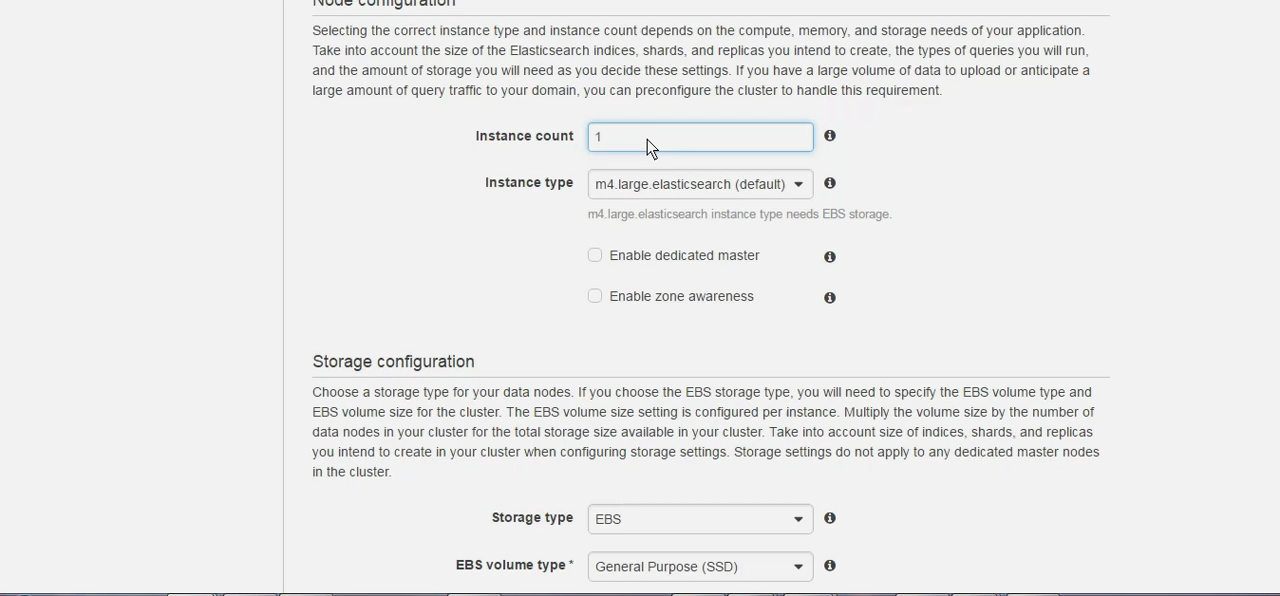 Node configuration
Selecting the correct instance type and instance count depends on the compute, memory, and storage needs of your application.
Take into account the size of the Elasticsearch indices, shards, and replicas you intend to create, the types of queries you will run,
and the amount of storage you will need as you decide these settings. If you have a large volume of data to upload or anticipate a
large amount of query traffic to your domain, you can preconfigure the cluster to handle this requirement.
Instance count 1
Instance type m4.large.elasticsearch (default)
m4.large.elasticsearch instance type needs EBS storage.
Enable dedicated master
Enable zone awareness
Storage configuration
Choose a storage type for your data nodes. If you choose the EBS storage type, you will need to specify the EBS volume type and
EBS volume size for the cluster. The EBS volume size setting is configured per instance. Multiply the volume size by the number of
data nodes in your cluster for the total storage size available in your cluster. Take into account size of indices, shards, and replicas
you intend to create in your cluster when configuring storage settings. Storage settings do not apply to any dedicated master nodes
in the cluster.
Storage type EBS
EBS volume type * General Purpose (SSD)